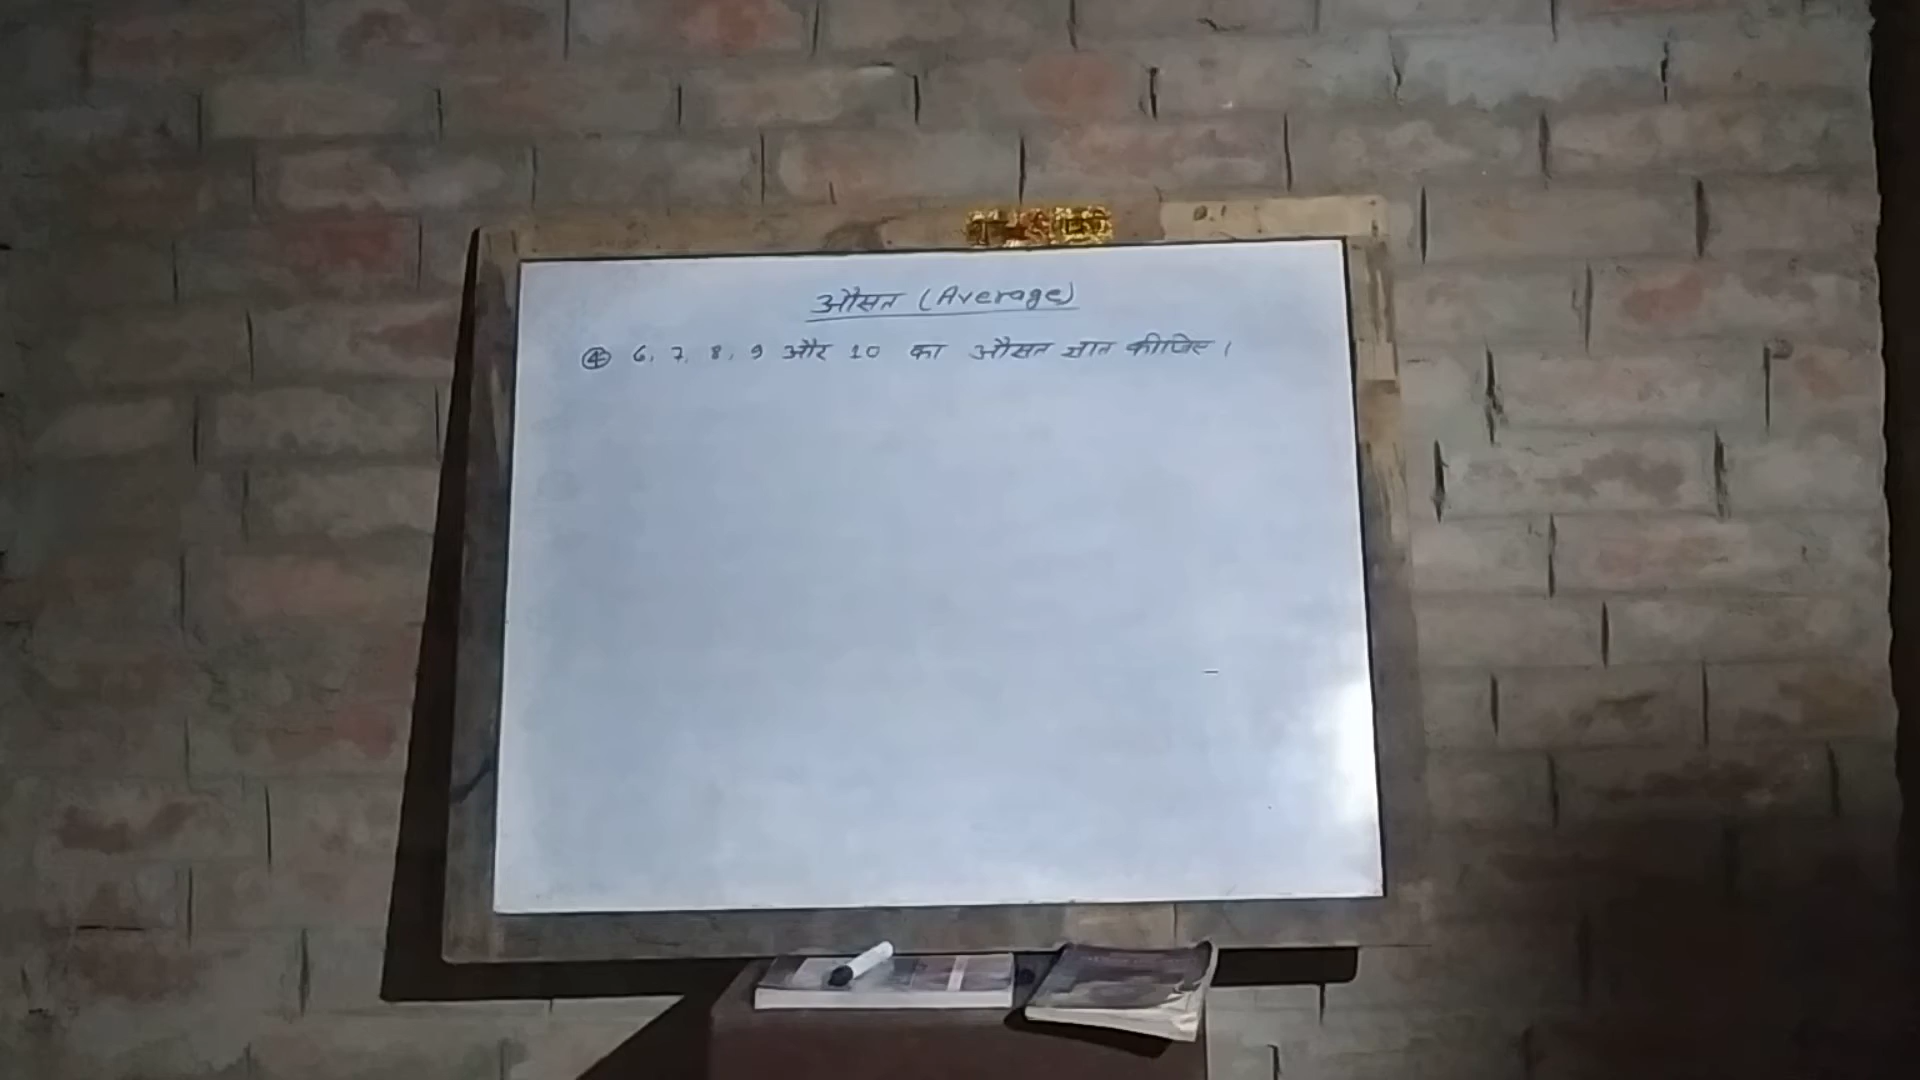 औसत (Average)
④ 6, 7, 8, 9 और 10 का औसत ज्ञात कीजिए।